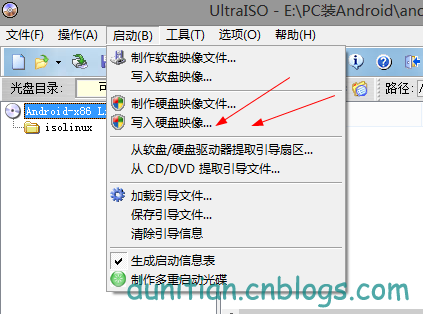 UltraISO - E:\PC装Android\and
文件(F) 操作(A) 启动(B) 工具(T) 选项(O) 帮助(H)
制作软盘映像文件...
写入软盘映像...
光盘目录: 可 路径: /
制作硬盘映像文件...
Android-x86 L
写入硬盘映像...
isolinux
从软盘/硬盘驱动器提取引导扇区...
从 CD/DVD 提取引导文件...
加载引导文件...
保存引导文件...
清除引导信息
生成启动信息表
制作多重启动光碟
dunitian.cnblogs.com